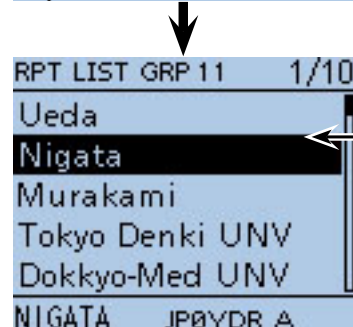 RPT LIST GRP 11 1/10
Ueda
Nigata
Murakami
Tokyo Denki UNV
Dokkyo-Med UNV
NIGATA JP0YDR A